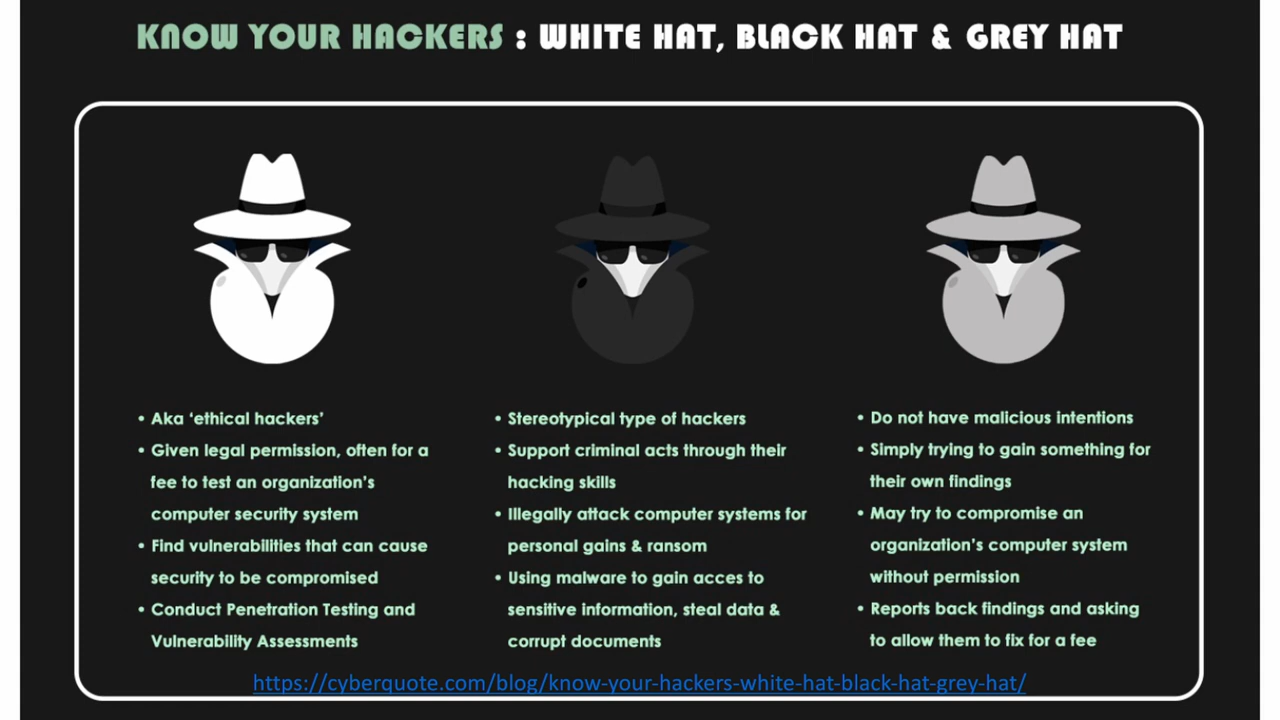 KNOW YOUR HACKERS : WHITE HAT, BLACK HAT & GREY HAT
• Aka ‘ethical hackers’
• Given legal permission, often for a
fee to test an organization’s
computer security system
• Find vulnerabilities that can cause
security to be compromised
• Conduct Penetration Testing and
Vulnerability Assessments
• Stereotypical type of hackers
• Support criminal acts through their
hacking skills
• Illegally attack computer systems for
personal gains & ransom
• Using malware to gain acces to
sensitive information, steal data &
corrupt documents
• Do not have malicious intentions
• Simply trying to gain something for
their own findings
• May try to compromise an
organization’s computer system
without permission
• Reports back findings and asking
to allow them to fix for a fee
https://cyberquote.com/blog/know-your-hackers-white-hat-black-hat-grey-hat/